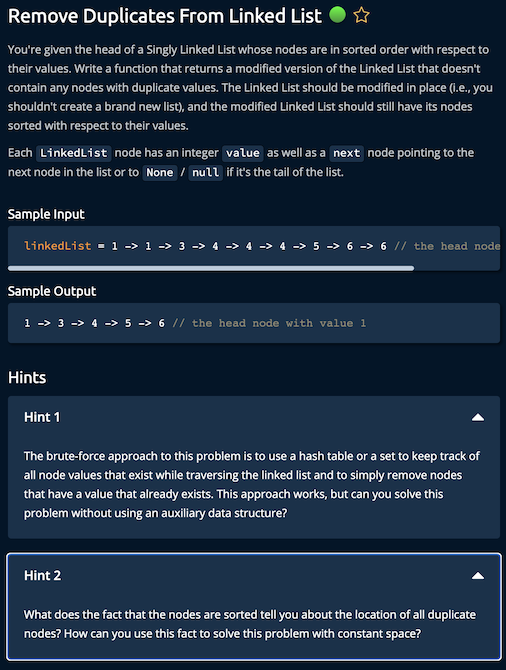 Remove Duplicates From Linked List
You're given the head of a Singly Linked List whose nodes are in sorted order with respect to
their values. Write a function that returns a modified version of the Linked List that doesn't
contain any nodes with duplicate values. The Linked List should be modified in place (i.e., you
shouldn't create a brand new list), and the modified Linked List should still have its nodes
sorted with respect to their values.
Each LinkedList node has an integer value as well as a next node pointing to the
next node in the list or to None / null if it's the tail of the list.
Sample Input
linkedList = 1 -> 1 -> 3 -> 4 -> 4 -> 4 -> 5 -> 6 -> 6 // the head node
Sample Output
1 -> 3 -> 4 -> 5 -> 6 // the head node with value 1
Hints
Hint 1
The brute-force approach to this problem is to use a hash table or a set to keep track of
all node values that exist while traversing the linked list and to simply remove nodes
that have a value that already exists. This approach works, but can you solve this
problem without using an auxiliary data structure?
Hint 2
What does the fact that the nodes are sorted tell you about the location of all duplicate
nodes? How can you use this fact to solve this problem with constant space?